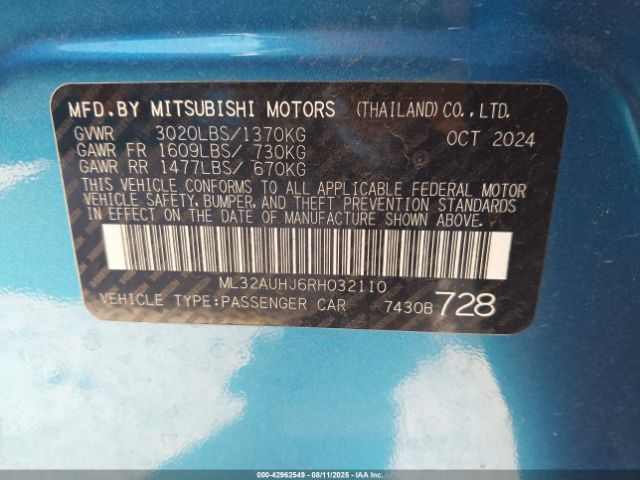 MFD.BY MITSUBISHI MOTORS (THAILAND) CO.,LTD.
GVWR 3020LBS/1370KG OCT 2024
GAWR FR 1609LBS/ 730KG
GAWR RR 1477LBS/ 670KG
THIS VEHICLE CONFORMS TO ALL APPLICABLE FEDERAL MOTOR
VEHICLE SAFETY, BUMPER, AND THEFT PREVENTION STANDARDS
IN EFFECT ON THE DATE OF MANUFACTURE SHOWN ABOVE.
ML32AUHJ6RH032110
VEHICLE TYPE:PASSENGER CAR 7430B 728
000-42962549 - 08/11/2025 - IAAI.COM